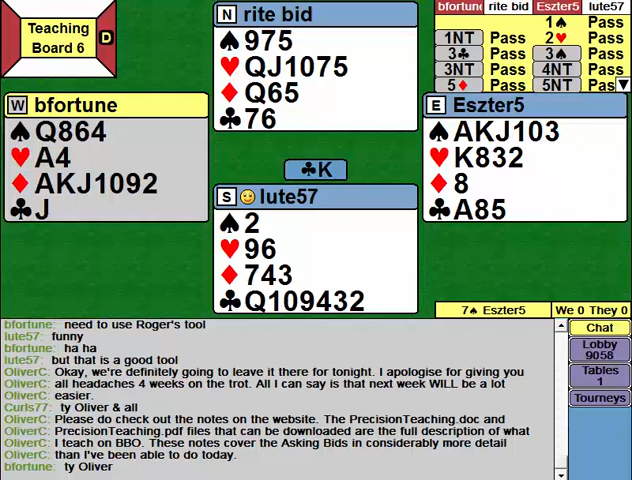 Teaching
Board 6
D
N rite bid
♠975
♥QJ1075
♦Q65
♣76
bfortune rite bid Eszter5 lute57
1♠ Pass
1NT Pass 2♥ Pass
3♣ Pass 3♠ Pass
3NT Pass 4NT Pass
5♦ Pass 5NT Pas
W bfortune
♠Q864
♥A4
♦AKJ1092
♣J
E Eszter5
♠AKJ103
♥K832
♦8
♣A85
♣K
S lute57
♠2
♥96
♦743
♣Q109432
7♠ Eszter5
We 0 They 0
bfortune: need to use Roger's tool
lute57: funny
bfortune: ha ha
lute57: but that is a good tool
OliverC: Okay, we're definitely going to leave it there for tonight. I apologise for giving you
OliverC: all headaches 4 weeks on the trot. All I can say is that next week WILL be a lot
OliverC: easier.
Curls77: ty Oliver & all
OliverC: Please do check out the notes on the website. The PrecisionTeaching.doc and
OliverC: PrecisionTeaching.pdf files that can be downloaded are the full description of what
OliverC: I teach on BBO. These notes cover the Asking Bids in considerably more detail
OliverC: than I've been able to do today.
bfortune: ty Oliver
Chat
Lobby
9058
Tables
1
Tourneys